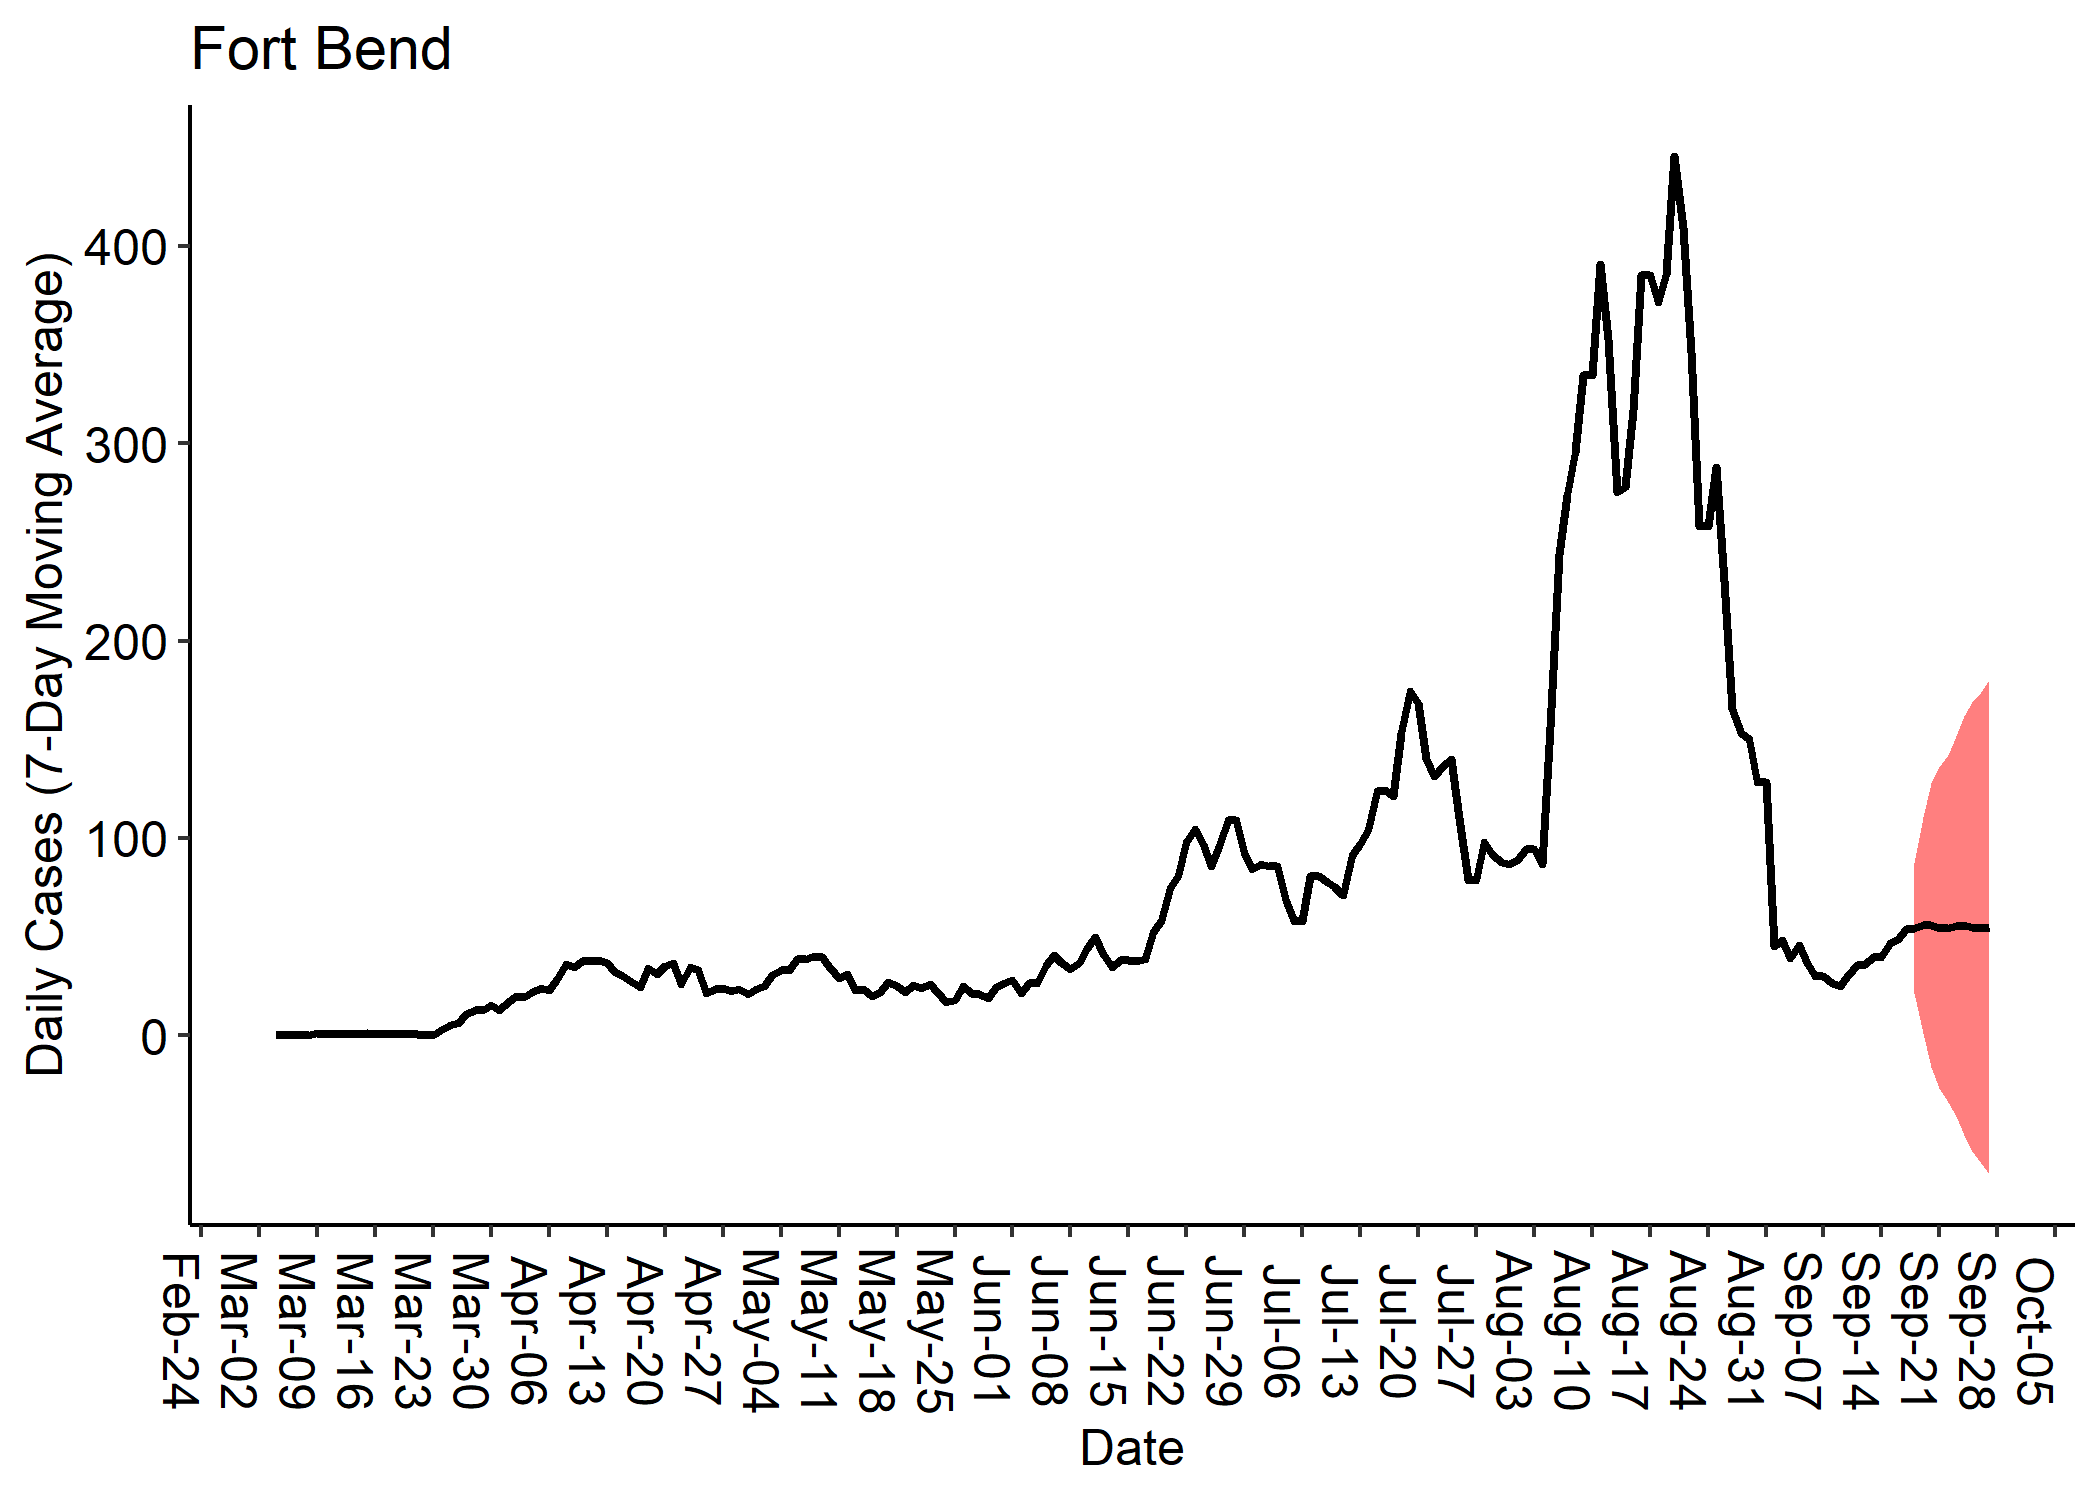 Fort Bend
Daily Cases (7-Day Moving Average)
400
300
200
100
0
Feb-24
Mar-02
Mar-09
Mar-16
Mar-23
Mar-30
Apr-06
Apr-13
Apr-20
Apr-27
May-04
May-11
May-18
May-25
Jun-01
Jun-08
Jun-15
Jun-22
Jun-29
Jul-06
Jul-13
Jul-20
Jul-27
Aug-03
Aug-10
Aug-17
Aug-24
Aug-31
Sep-07
Sep-14
Sep-21
Sep-28
Oct-05
Date